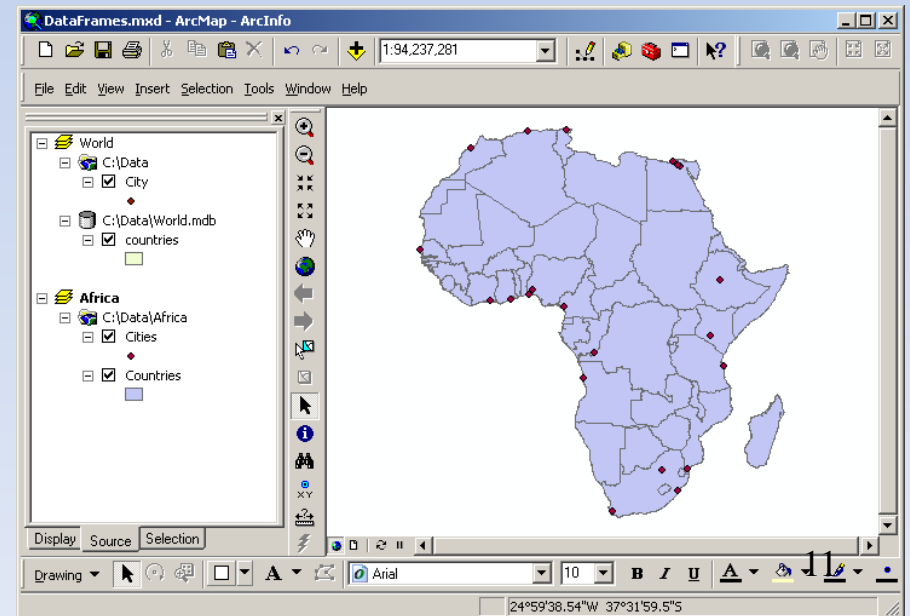 DataFrames.mxd - ArcMap - ArcInfo
1:94,237,281
File Edit View Insert Selection Tools Window Help
World
C:\Data
City
C:\Data\World.mdb
countries
Africa
C:\Data\Africa
Cities
Countries
XY
Display Source Selection
Drawing A Arial 10 B I U A
11
24°59'38.54"W 37°31'59.5"S